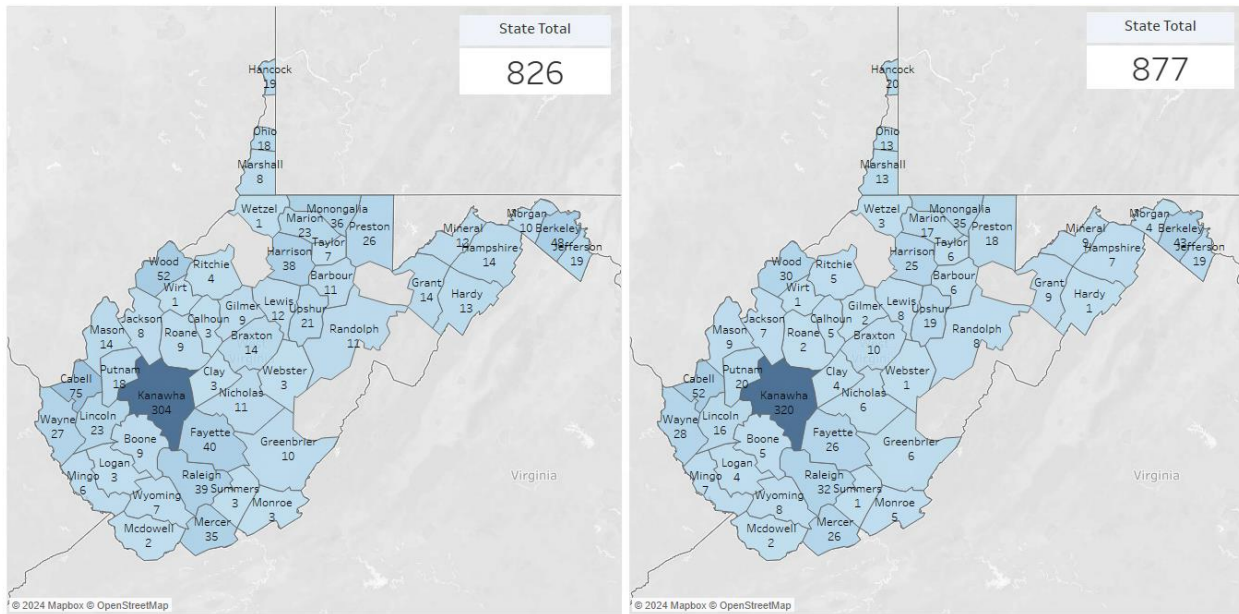 State Total
826
Hancock
19
Ohio
18
Marshall
8
Wetzel
1
Monongalia
36
Marion
23
Preston
26
Taylor
7
Harrison
38
Barbour
11
Morgan
10
Berkeley
48
Jefferson
19
Mineral
12
Hampshire
14
Grant
14
Hardy
13
Wood
52
Ritchie
4
Wirt
1
Gilmer
9
Lewis
12
Upshur
21
Randolph
11
Jackson
8
Calhoun
3
Roane
9
Braxton
14
Mason
14
Putnam
18
Cabell
75
Kanawha
304
Clay
3
Webster
3
Nicholas
11
Wayne
27
Lincoln
23
Boone
9
Fayette
40
Greenbrier
10
Logan
3
Mingo
6
Raleigh
39
Summers
3
Wyoming
7
Monroe
3
Mercer
35
Mcdowell
2
Virginia
© 2024 Mapbox © OpenStreetMap
State Total
877
Hancock
20
Ohio
13
Marshall
13
Wetzel
3
Monongalia
35
Marion
17
Preston
18
Taylor
6
Harrison
25
Barbour
6
Morgan
4
Berkeley
43
Jefferson
19
Mineral
9
Hampshire
7
Grant
9
Hardy
1
Wood
30
Ritchie
5
Wirt
1
Gilmer
2
Lewis
8
Upshur
19
Randolph
8
Jackson
7
Calhoun
5
Roane
2
Braxton
10
Mason
9
Putnam
20
Cabell
52
Kanawha
320
Clay
4
Webster
1
Nicholas
6
Wayne
28
Lincoln
16
Boone
5
Fayette
26
Greenbrier
6
Logan
4
Mingo
7
Raleigh
32
Summers
1
Wyoming
8
Monroe
5
Mercer
26
Mcdowell
2
Virginia
© 2024 Mapbox © OpenStreetMap